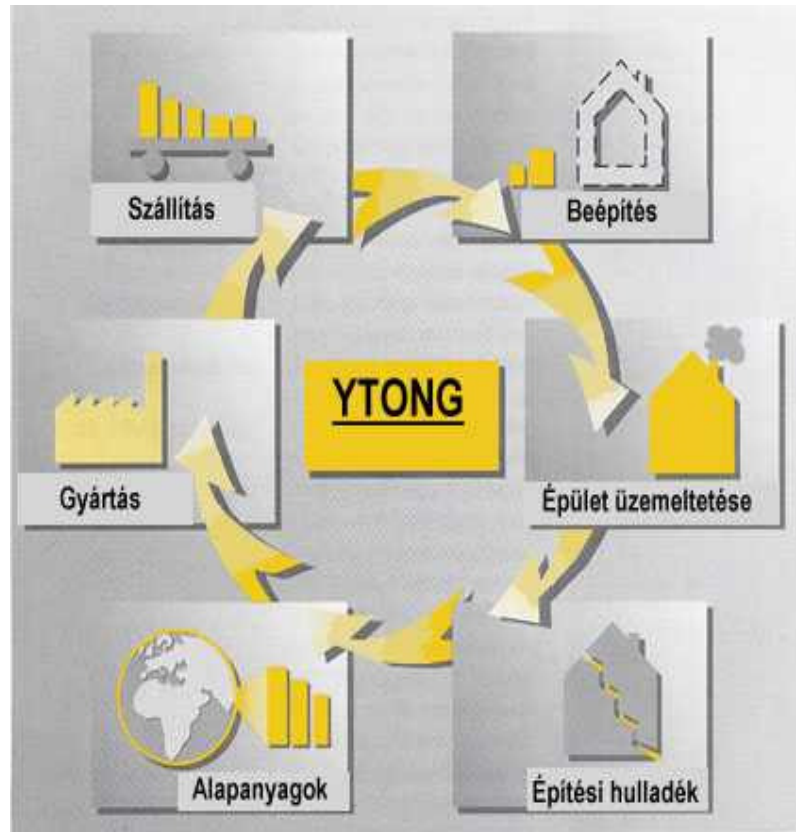 Szállítás
Beépítés
YTONG
Gyártás
Épület üzemeltetése
Alapanyagok
Építési hulladék